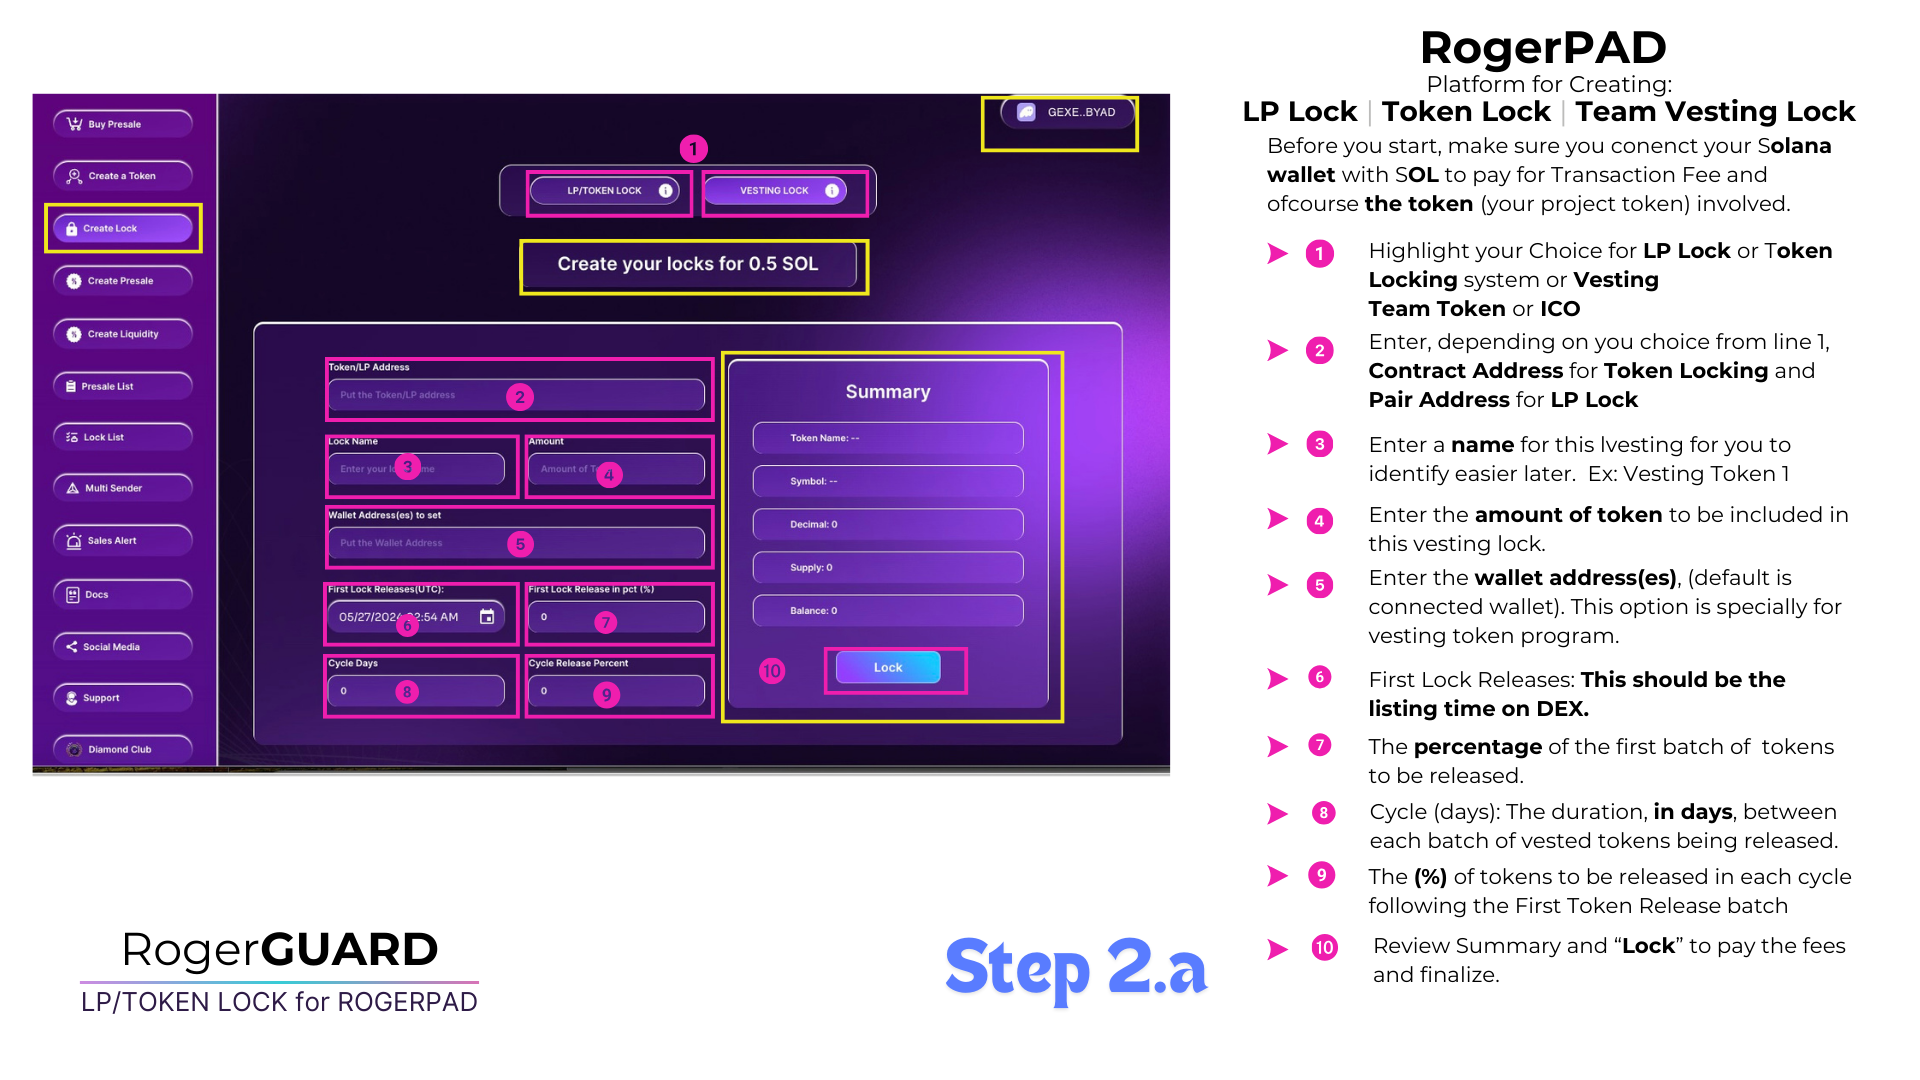 RogerPAD
Platform for Creating:
LP Lock | Token Lock | Team Vesting Lock
Before you start, make sure you conenct your Solana
wallet with SOL to pay for Transaction Fee and
ofcourse the token (your project token) involved.
1 Highlight your Choice for LP Lock or Token
Locking system or Vesting
Team Token or ICO
2 Enter, depending on you choice from line 1,
Contract Address for Token Locking and
Pair Address for LP Lock
3 Enter a name for this lvesting for you to
identify easier later. Ex: Vesting Token 1
4 Enter the amount of token to be included in
this vesting lock.
5 Enter the wallet address(es), (default is
connected wallet). This option is specially for
vesting token program.
6 First Lock Releases: This should be the
listing time on DEX.
7 The percentage of the first batch of tokens
to be released.
8 Cycle (days): The duration, in days, between
each batch of vested tokens being released.
9 The (%) of tokens to be released in each cycle
following the First Token Release batch
10 Review Summary and “Lock” to pay the fees
and finalize.
Buy Presale
Create a Token
Create Lock
Create Presale
Create Liquidity
Presale List
Lock List
Multi Sender
Sales Alert
Docs
Social Media
Support
Diamond Club
GEXE..BYAD
1
LP/TOKEN LOCK i
VESTING LOCK i
Create your locks for 0.5 SOL
Token/LP Address
Put the Token/LP address
2
Lock Name
Enter your
3
Amount
Amount of
4
Wallet Address(es) to set
Put the Wallet Address
5
First Lock Releases(UTC):
05/27/2024 :54 AM
6
First Lock Release in pct (%)
0
7
Cycle Days
0
8
Cycle Release Percent
0
9
Summary
Token Name: --
Symbol: --
Decimal: 0
Supply: 0
Balance: 0
10
Lock
RogerGUARD
LP/TOKEN LOCK for ROGERPAD
Step 2.a